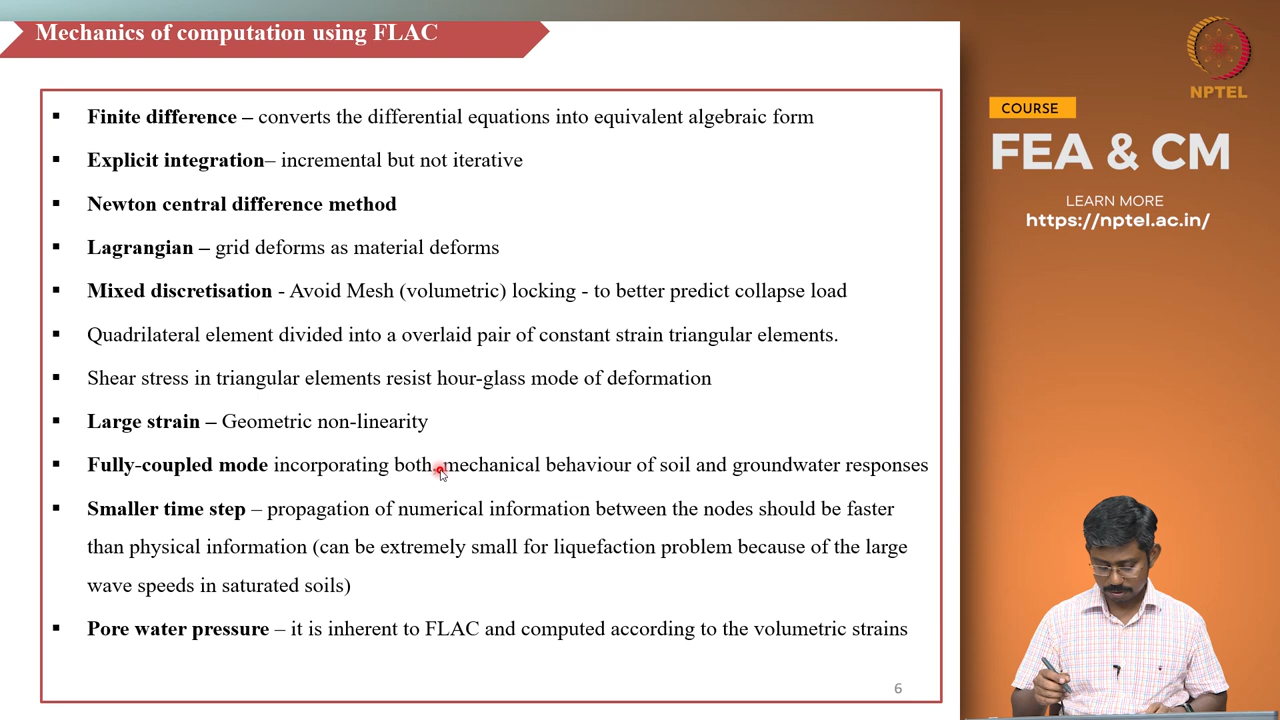 Mechanics of computation using FLAC
▪ Finite difference – converts the differential equations into equivalent algebraic form
▪ Explicit integration– incremental but not iterative
▪ Newton central difference method
▪ Lagrangian – grid deforms as material deforms
▪ Mixed discretisation - Avoid Mesh (volumetric) locking - to better predict collapse load
▪ Quadrilateral element divided into a overlaid pair of constant strain triangular elements.
▪ Shear stress in triangular elements resist hour-glass mode of deformation
▪ Large strain – Geometric non-linearity
▪ Fully-coupled mode incorporating both mechanical behaviour of soil and groundwater responses
▪ Smaller time step – propagation of numerical information between the nodes should be faster
than physical information (can be extremely small for liquefaction problem because of the large
wave speeds in saturated soils)
▪ Pore water pressure – it is inherent to FLAC and computed according to the volumetric strains
6
NPTEL
COURSE
FEA & CM
LEARN MORE
https://nptel.ac.in/